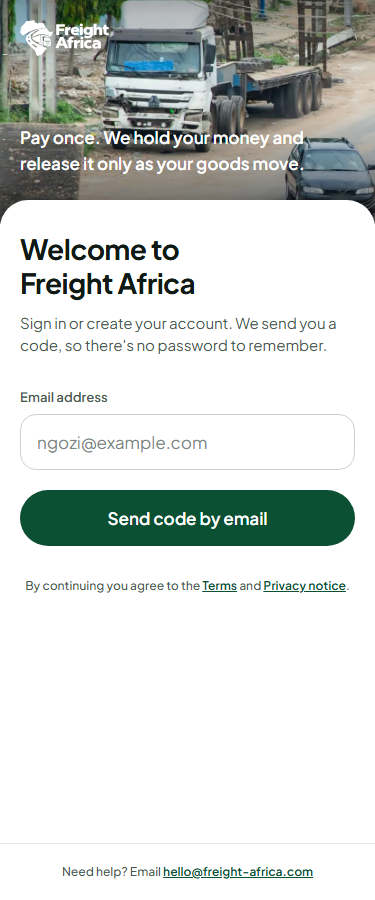 Freight
Africa
Pay once. We hold your money and
release it only as your goods move.
Welcome to
Freight Africa
Sign in or create your account. We send you a
code, so there's no password to remember.
Email address
ngozi@example.com
Send code by email
By continuing you agree to the Terms and Privacy notice.
Need help? Email hello@freight-africa.com